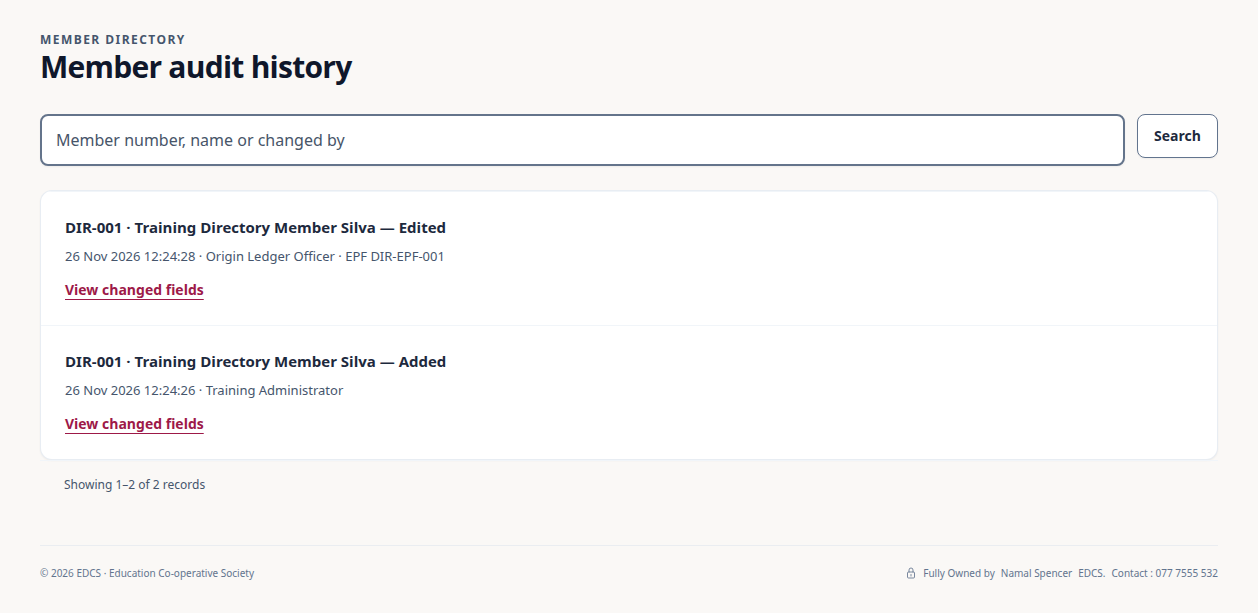 MEMBER DIRECTORY
Member audit history
Member number, name or changed by
Search
DIR-001 · Training Directory Member Silva — Edited
26 Nov 2026 12:24:28 · Origin Ledger Officer · EPF DIR-EPF-001
View changed fields
DIR-001 · Training Directory Member Silva — Added
26 Nov 2026 12:24:26 · Training Administrator
View changed fields
Showing 1–2 of 2 records
© 2026 EDCS · Education Co-operative Society
Fully Owned by Namal Spencer EDCS. Contact : 077 7555 532